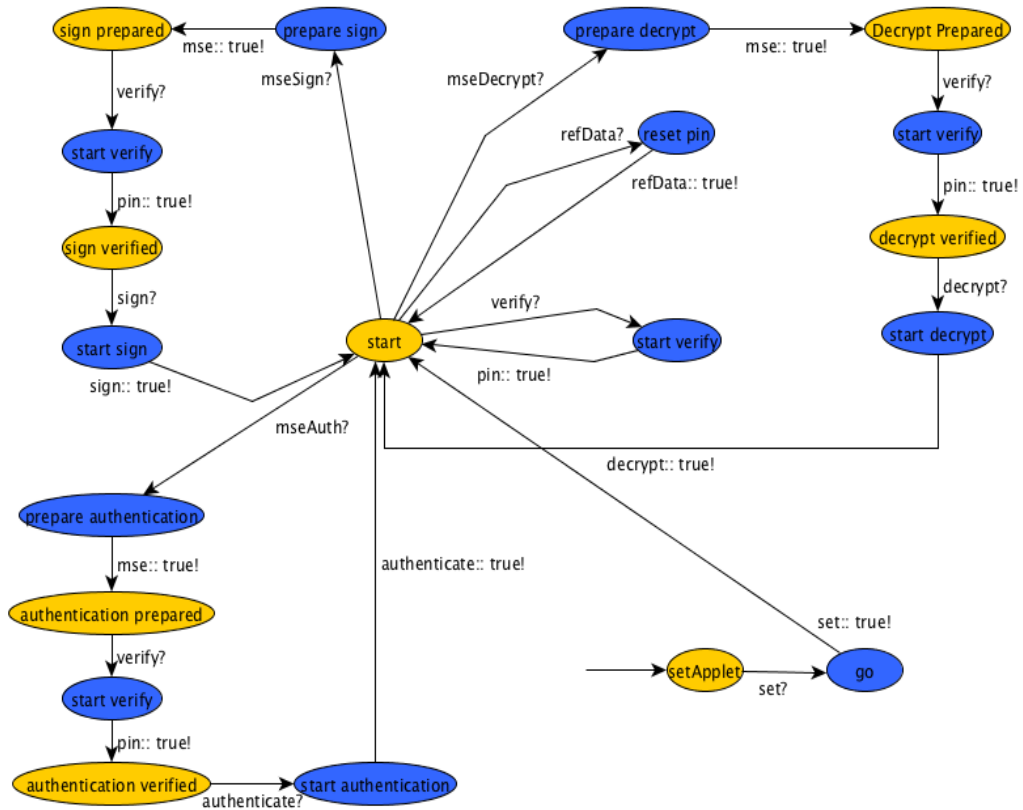 sign prepared
mse:: true!
prepare sign
prepare decrypt
mse:: true!
Decrypt Prepared
mseSign?
mseDecrypt?
verify?
verify?
refData?
reset pin
start verify
start verify
refData:: true!
pin:: true!
pin:: true!
sign verified
decrypt verified
sign?
decrypt?
verify?
start sign
start
start verify
start decrypt
sign:: true!
pin:: true!
mseAuth?
decrypt:: true!
prepare authentication
mse:: true!
authenticate:: true!
authentication prepared
set:: true!
verify?
setApplet
set?
go
start verify
pin:: true!
authentication verified
authenticate?
start authentication